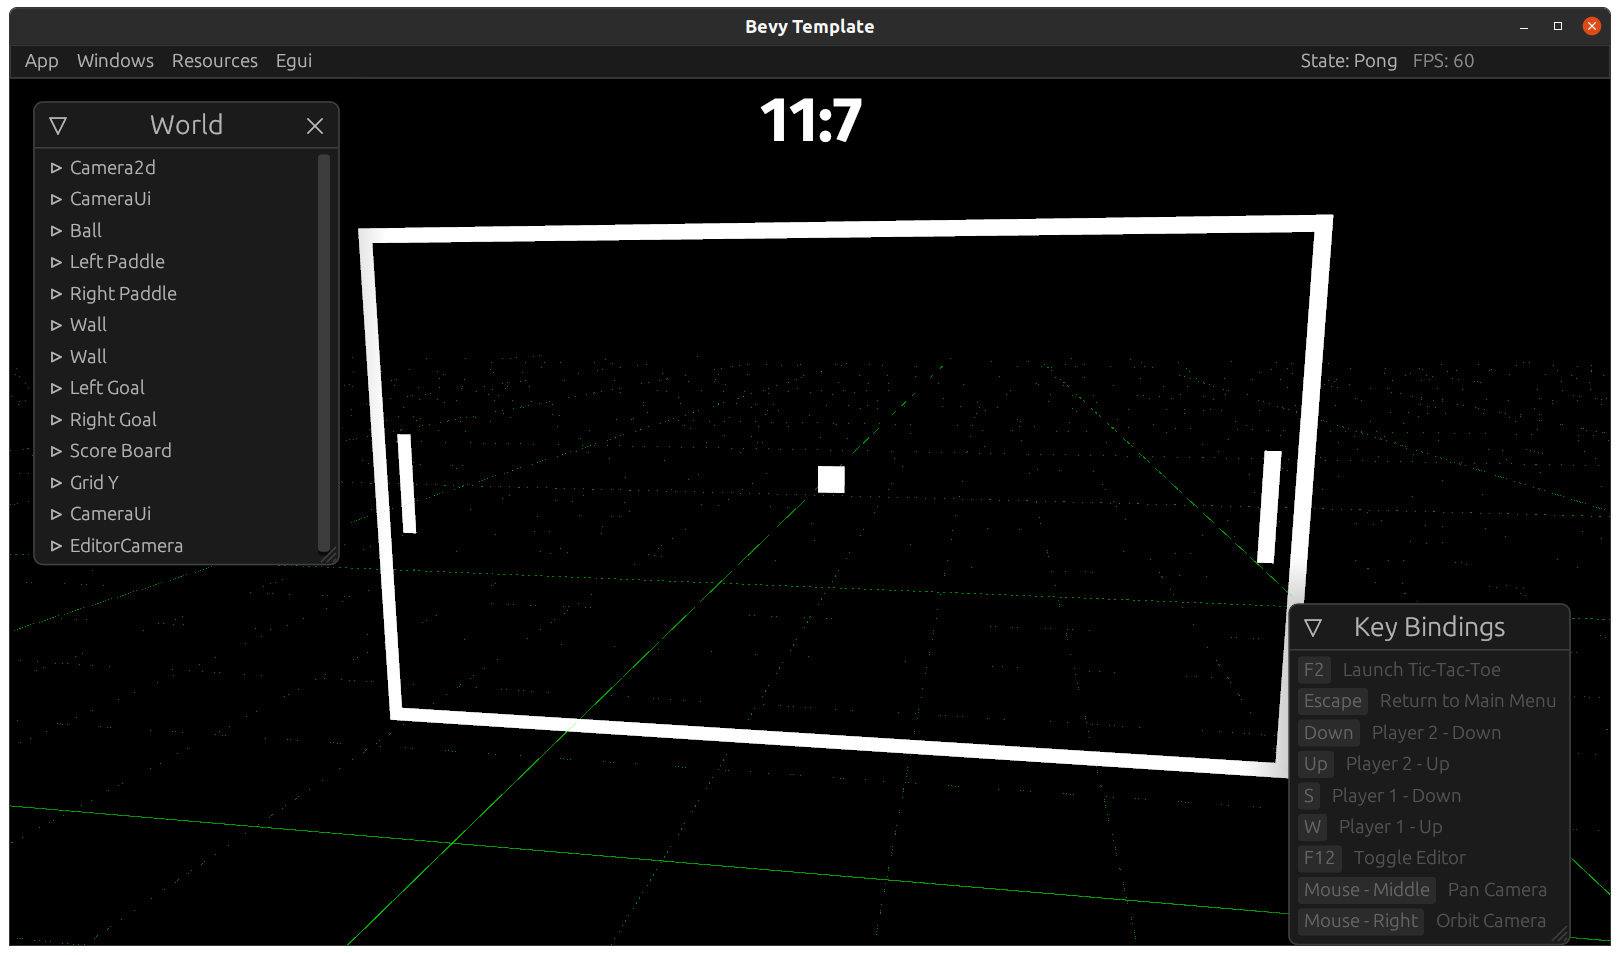 Bevy Template
App Windows Resources Egui State: Pong FPS: 60
11:7
World
Camera2d
CameraUi
Ball
Left Paddle
Right Paddle
Wall
Wall
Left Goal
Right Goal
Score Board
Grid Y
CameraUi
EditorCamera
Key Bindings
F2 Launch Tic-Tac-Toe
Escape Return to Main Menu
Down Player 2 - Down
Up Player 2 - Up
S Player 1 - Down
W Player 1 - Up
F12 Toggle Editor
Mouse - Middle Pan Camera
Mouse - Right Orbit Camera